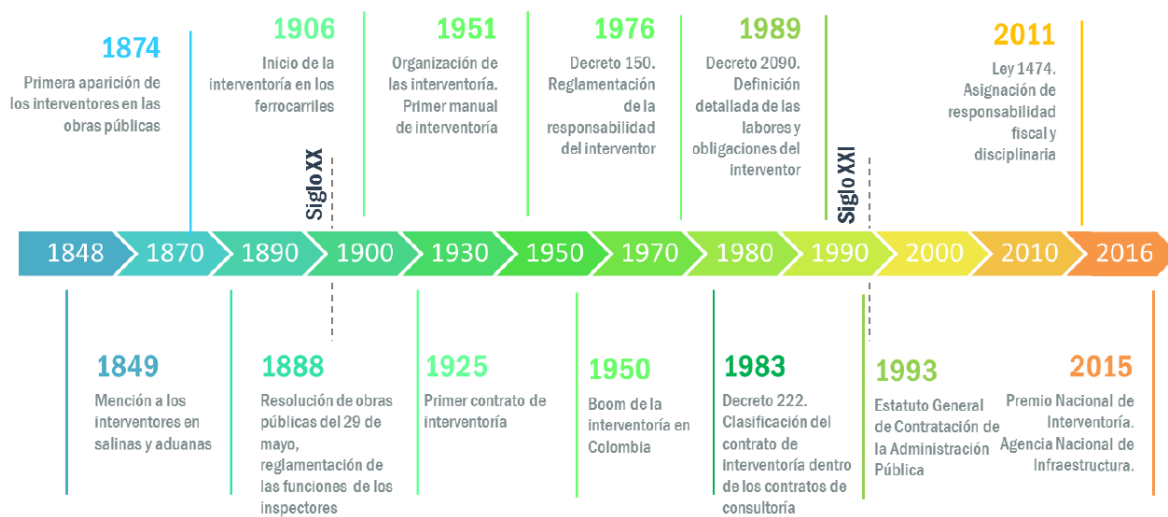 1874
Primera aparición de
los interventores en las
obras públicas
1906
Inicio de la
interventoría en los
ferrocarriles
1951
Organización de
las interventoría.
Primer manual
de interventoría
1976
Decreto 150.
Reglamentación
de la
responsabilidad
del interventor
1989
Decreto 2090.
Definición
detallada de las
labores y
obligaciones del
interventor
2011
Ley 1474.
Asignación de
responsabilidad
fiscal y
disciplinaria
Siglo XX
Siglo XXI
1848 1870 1890 1900 1930 1950 1970 1980 1990 2000 2010 2016
1849
Mención a los
interventores en
salinas y aduanas
1888
Resolución de obras
públicas del 29 de
mayo,
reglamentación de
las funciones de los
inspectores
1925
Primer contrato de
interventoría
1950
Boom de la
interventoría en
Colombia
1983
Decreto 222.
Clasificación del
contrato de
interventoría dentro
de los contratos de
consultoría
1993
Estatuto General
de Contratación de
la Administración
Pública
2015
Premio Nacional de
Interventoría.
Agencia Nacional de
Infraestructura.